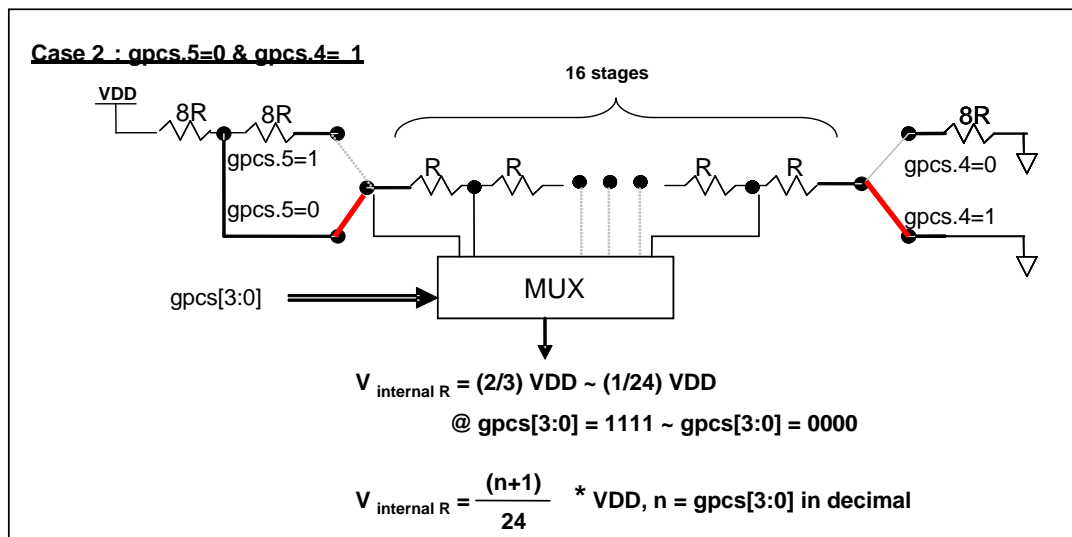 Case 2 : gpcs.5=0 & gpcs.4= 1
16 stages
VDD
8R
8R
8R
gpcs.5=1
R
R
R
R
gpcs.4=0
gpcs.5=0
gpcs.4=1
MUX
gpcs[3:0]
V internal R = (2/3) VDD ~ (1/24) VDD
@ gpcs[3:0] = 1111 ~ gpcs[3:0] = 0000
V internal R = (n+1) / 24 * VDD, n = gpcs[3:0] in decimal